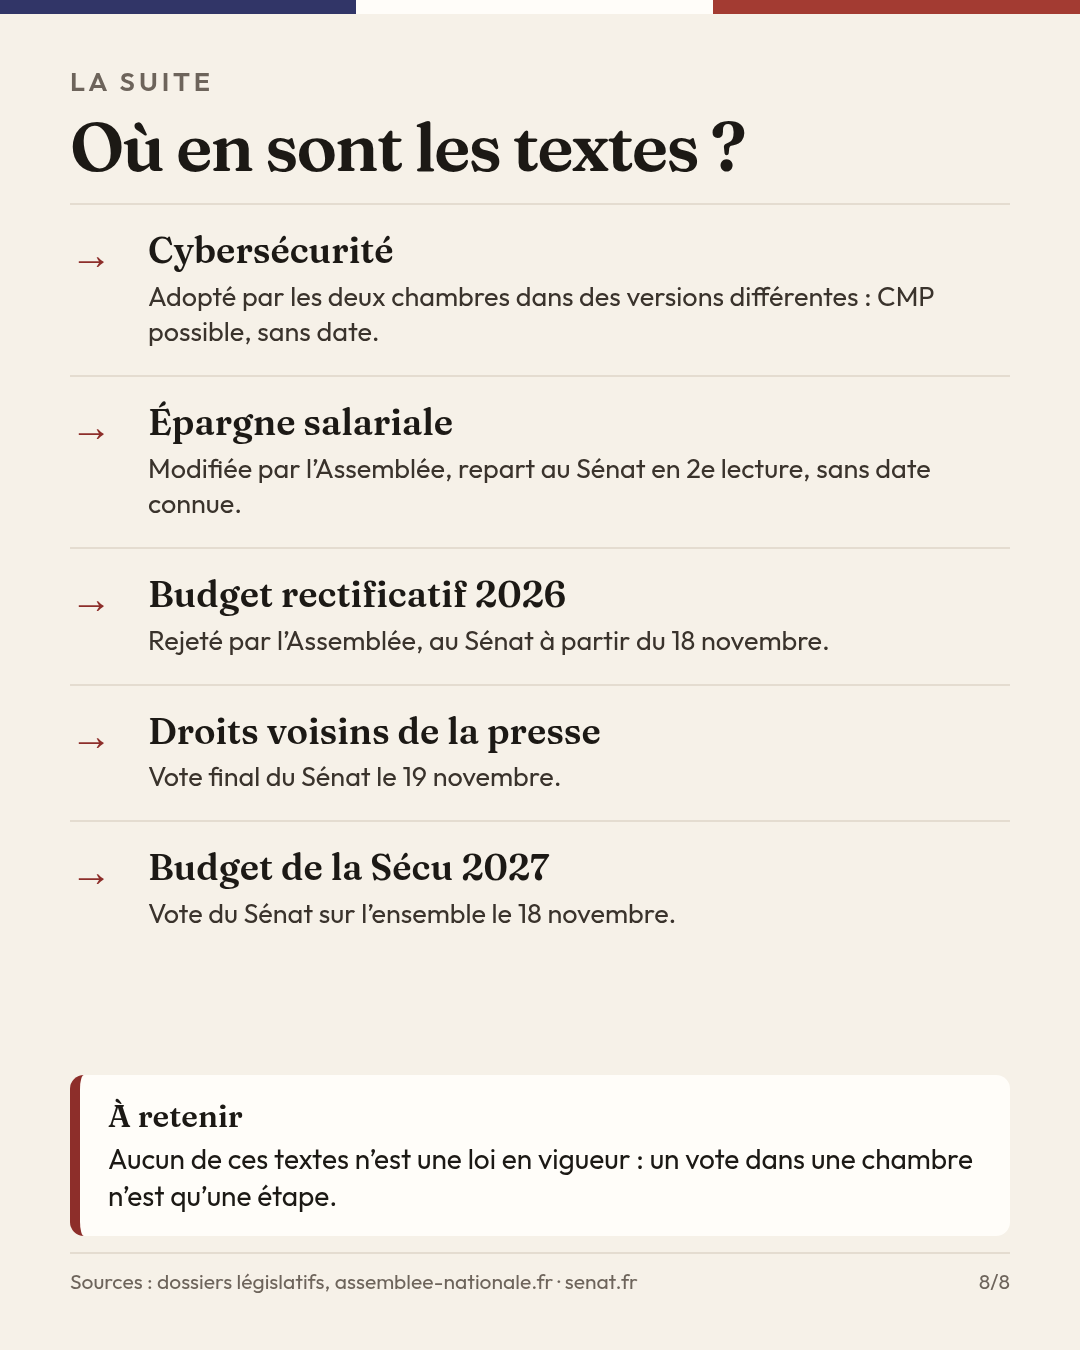 LA SUITE
Où en sont les textes ?
→ Cybersécurité
Adopté par les deux chambres dans des versions différentes : CMP
possible, sans date.
→ Épargne salariale
Modifiée par l’Assemblée, repart au Sénat en 2e lecture, sans date
connue.
→ Budget rectificatif 2026
Rejeté par l’Assemblée, au Sénat à partir du 18 novembre.
→ Droits voisins de la presse
Vote final du Sénat le 19 novembre.
→ Budget de la Sécu 2027
Vote du Sénat sur l’ensemble le 18 novembre.
À retenir
Aucun de ces textes n’est une loi en vigueur : un vote dans une chambre
n’est qu’une étape.
Sources : dossiers législatifs, assemblee-nationale.fr · senat.fr
8/8